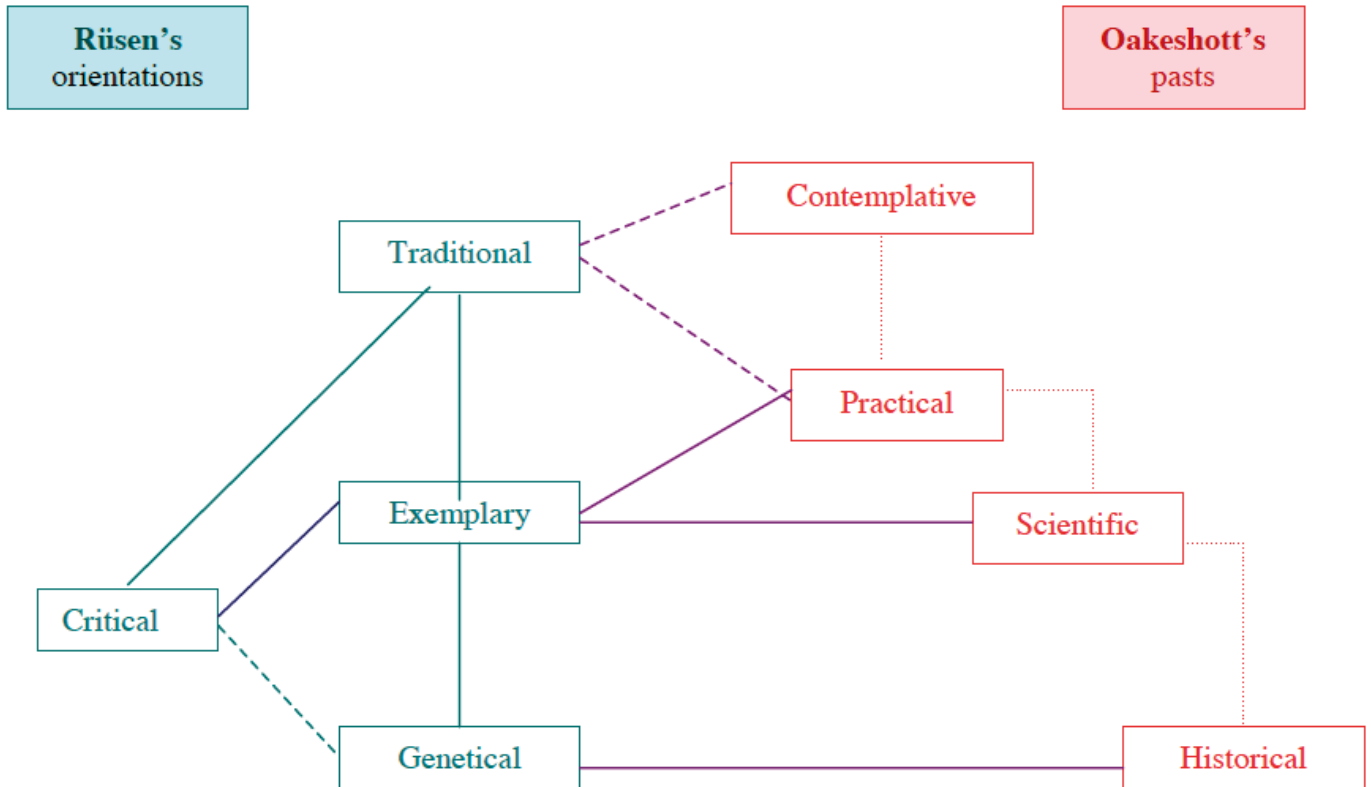 Rüsen's
orientations
Oakeshott's
pasts
Contemplative
Traditional
Practical
Exemplary
Scientific
Critical
Genetical
Historical